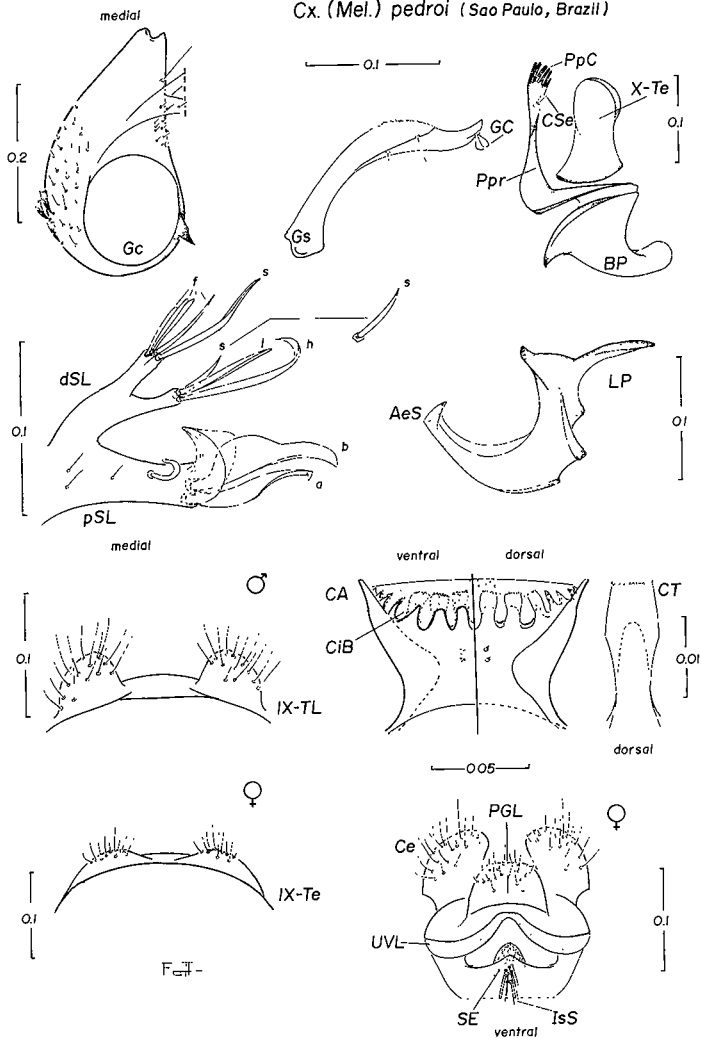 Cx. (Mel.) pedroi (Sao Paulo, Brazil)
medial
0.2
Gc
0.1
Gs
GC
PpC
CSe
X-Te
0.1
Ppr
BP
f
s
s
s
l
h
dSL
0.1
b
a
pSL
medial
AeS
LP
0.1
♂
0.1
IX-TL
ventral
dorsal
CA
CiB
CT
0.01
dorsal
0.05
♀
0.1
IX-Te
♀
PGL
Ce
UVL
0.1
SE
IsS
ventral